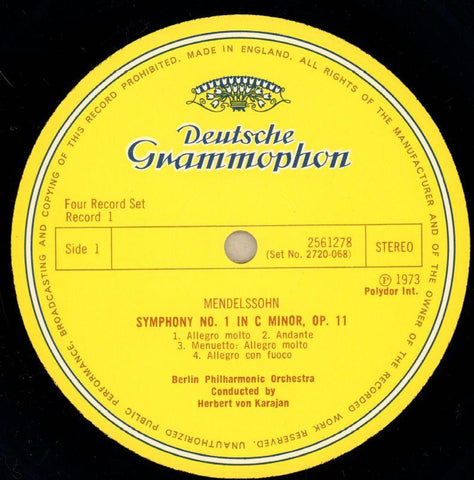 MADE IN ENGLAND. ALL RIGHTS OF THE MANUFACTURER AND OF THE OWNER OF THE RECORDED WORK RESERVED. UNAUTHORIZED PUBLIC PERFORMANCE, BROADCASTING AND COPYING OF THIS RECORD PROHIBITED.
Deutsche
Grammophon
Four Record Set
Record 1
Side 1
2561278
(Set No. 2720-068)
STEREO
Ⓟ 1973
Polydor Int.
MENDELSSOHN
SYMPHONY NO. 1 IN C MINOR, OP. 11
1. Allegro molto 2. Andante
3. Menuetto: Allegro molto
4. Allegro con fuoco
Berlin Philharmonic Orchestra
Conducted by
Herbert von Karajan